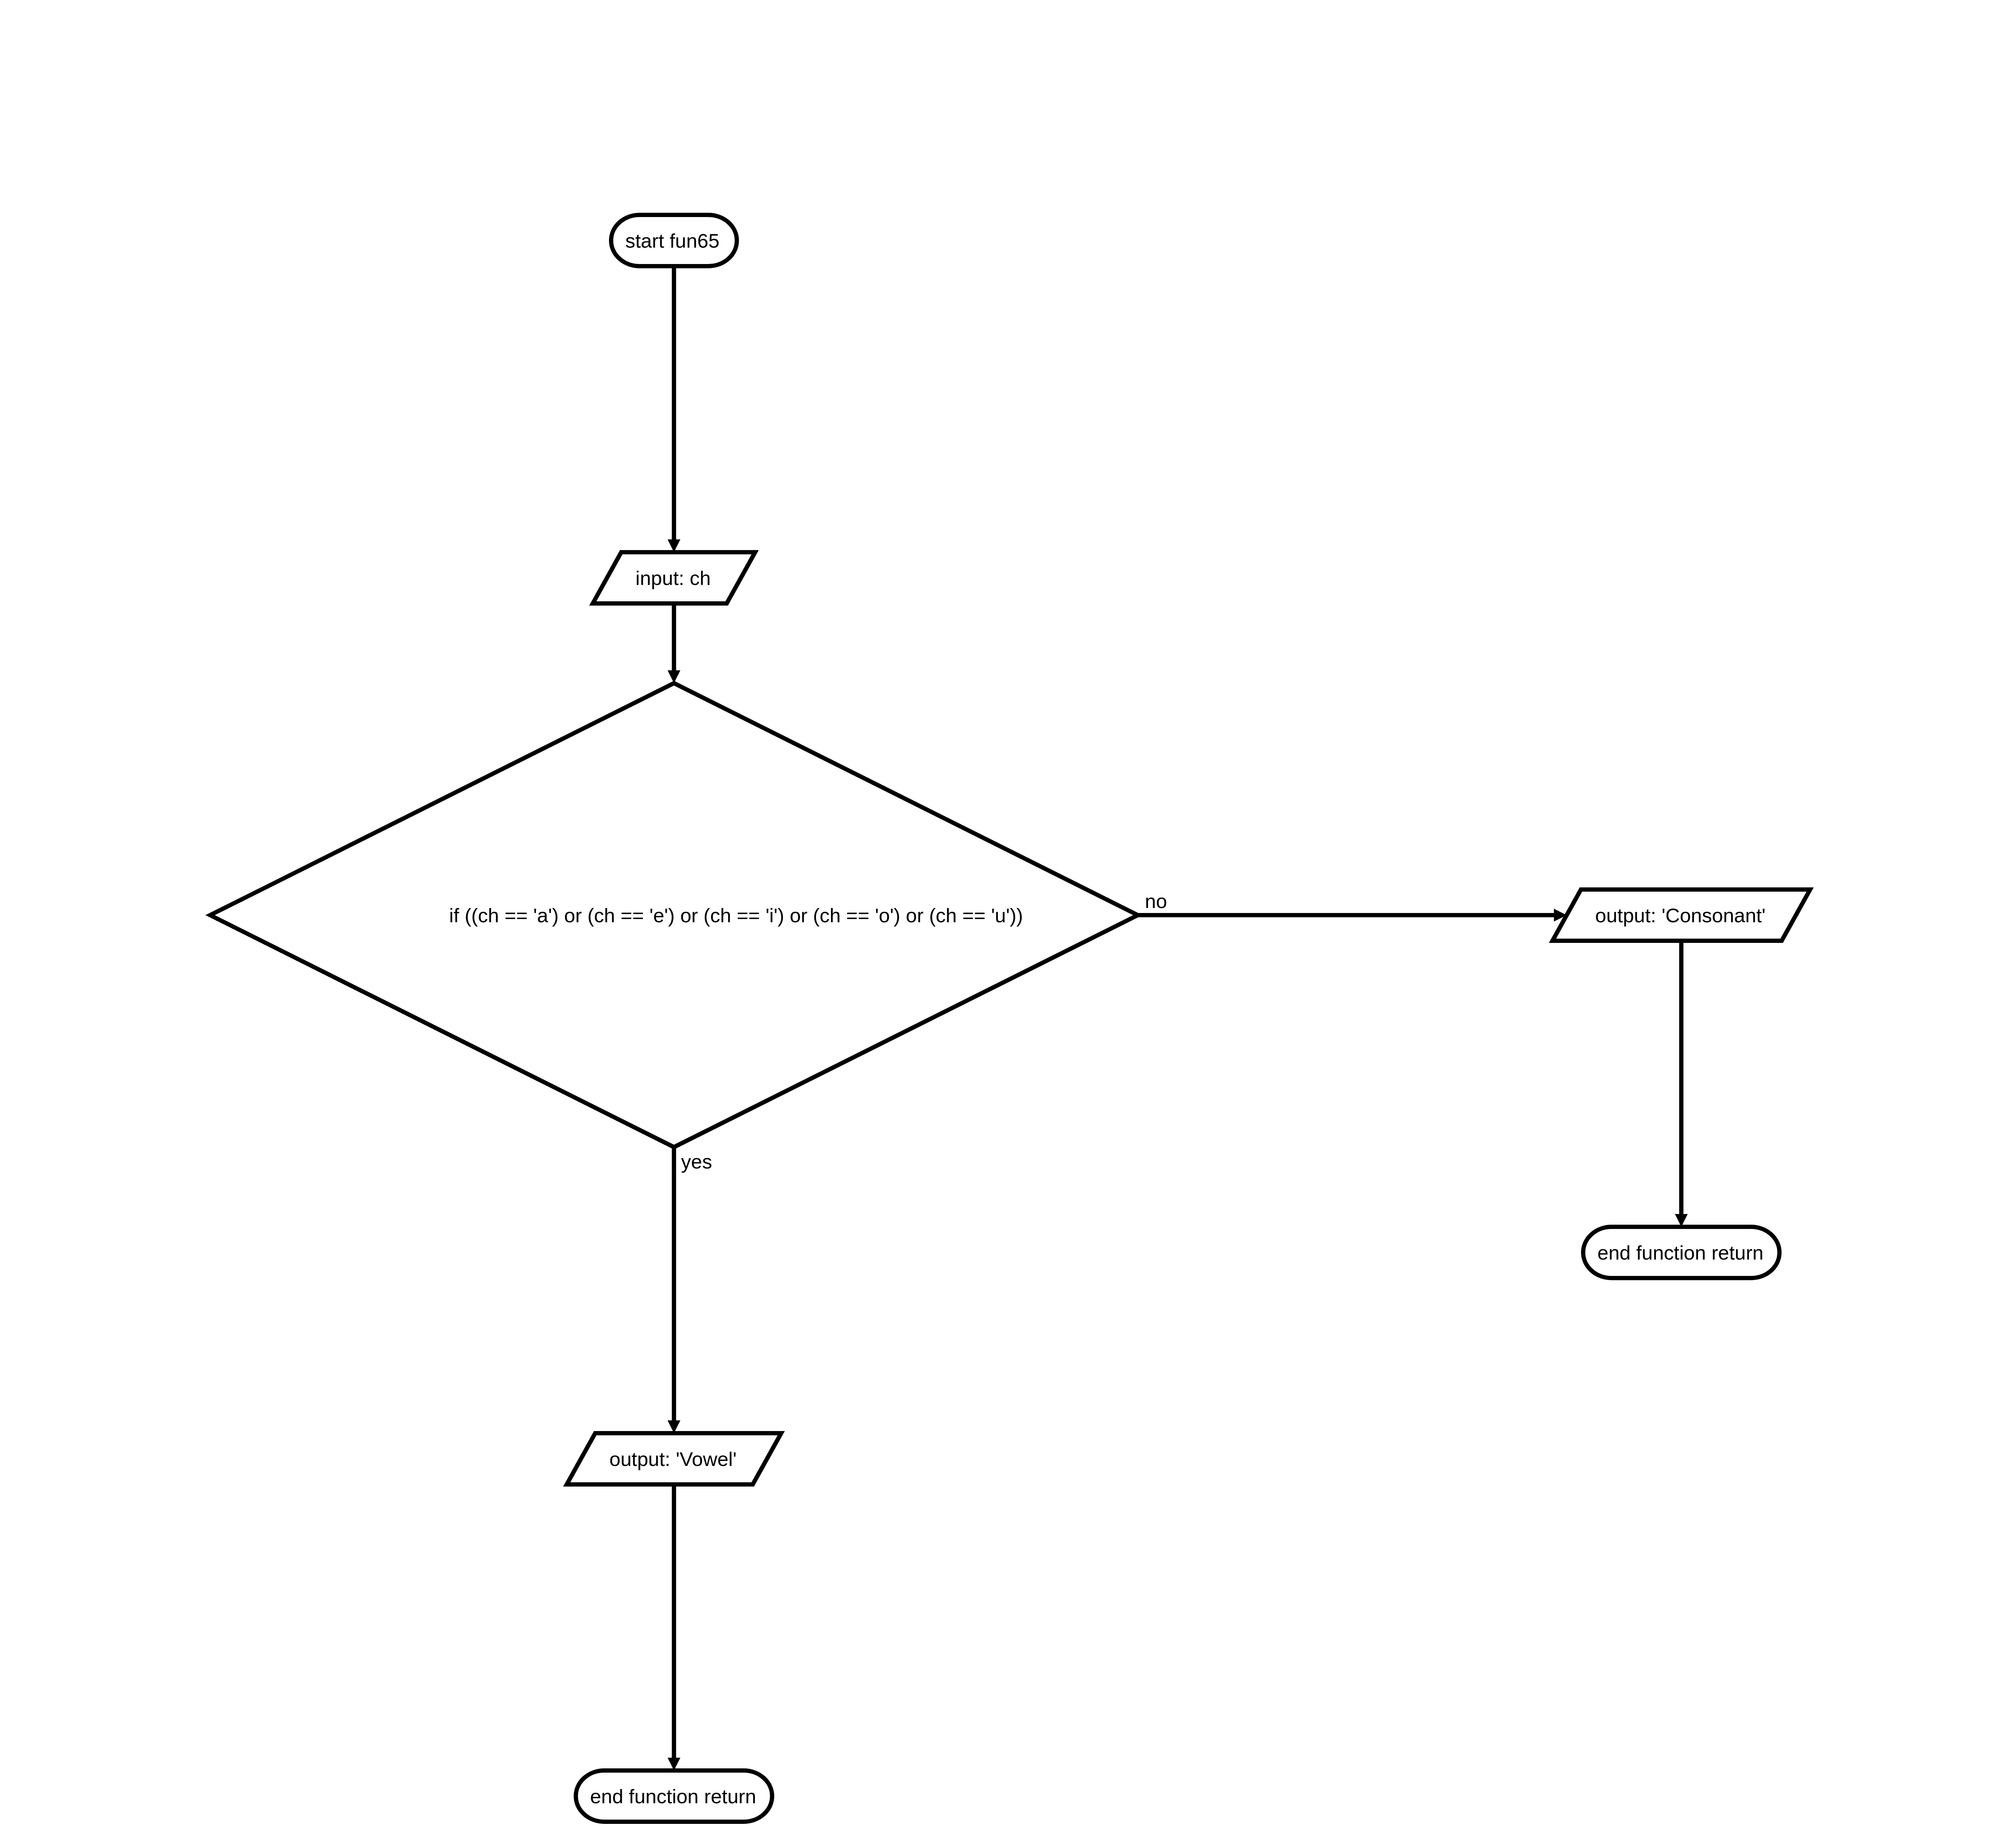 start fun65
input: ch
if ((ch == 'a') or (ch == 'e') or (ch == 'i') or (ch == 'o') or (ch == 'u'))
no
output: 'Consonant'
yes
end function return
output: 'Vowel'
end function return